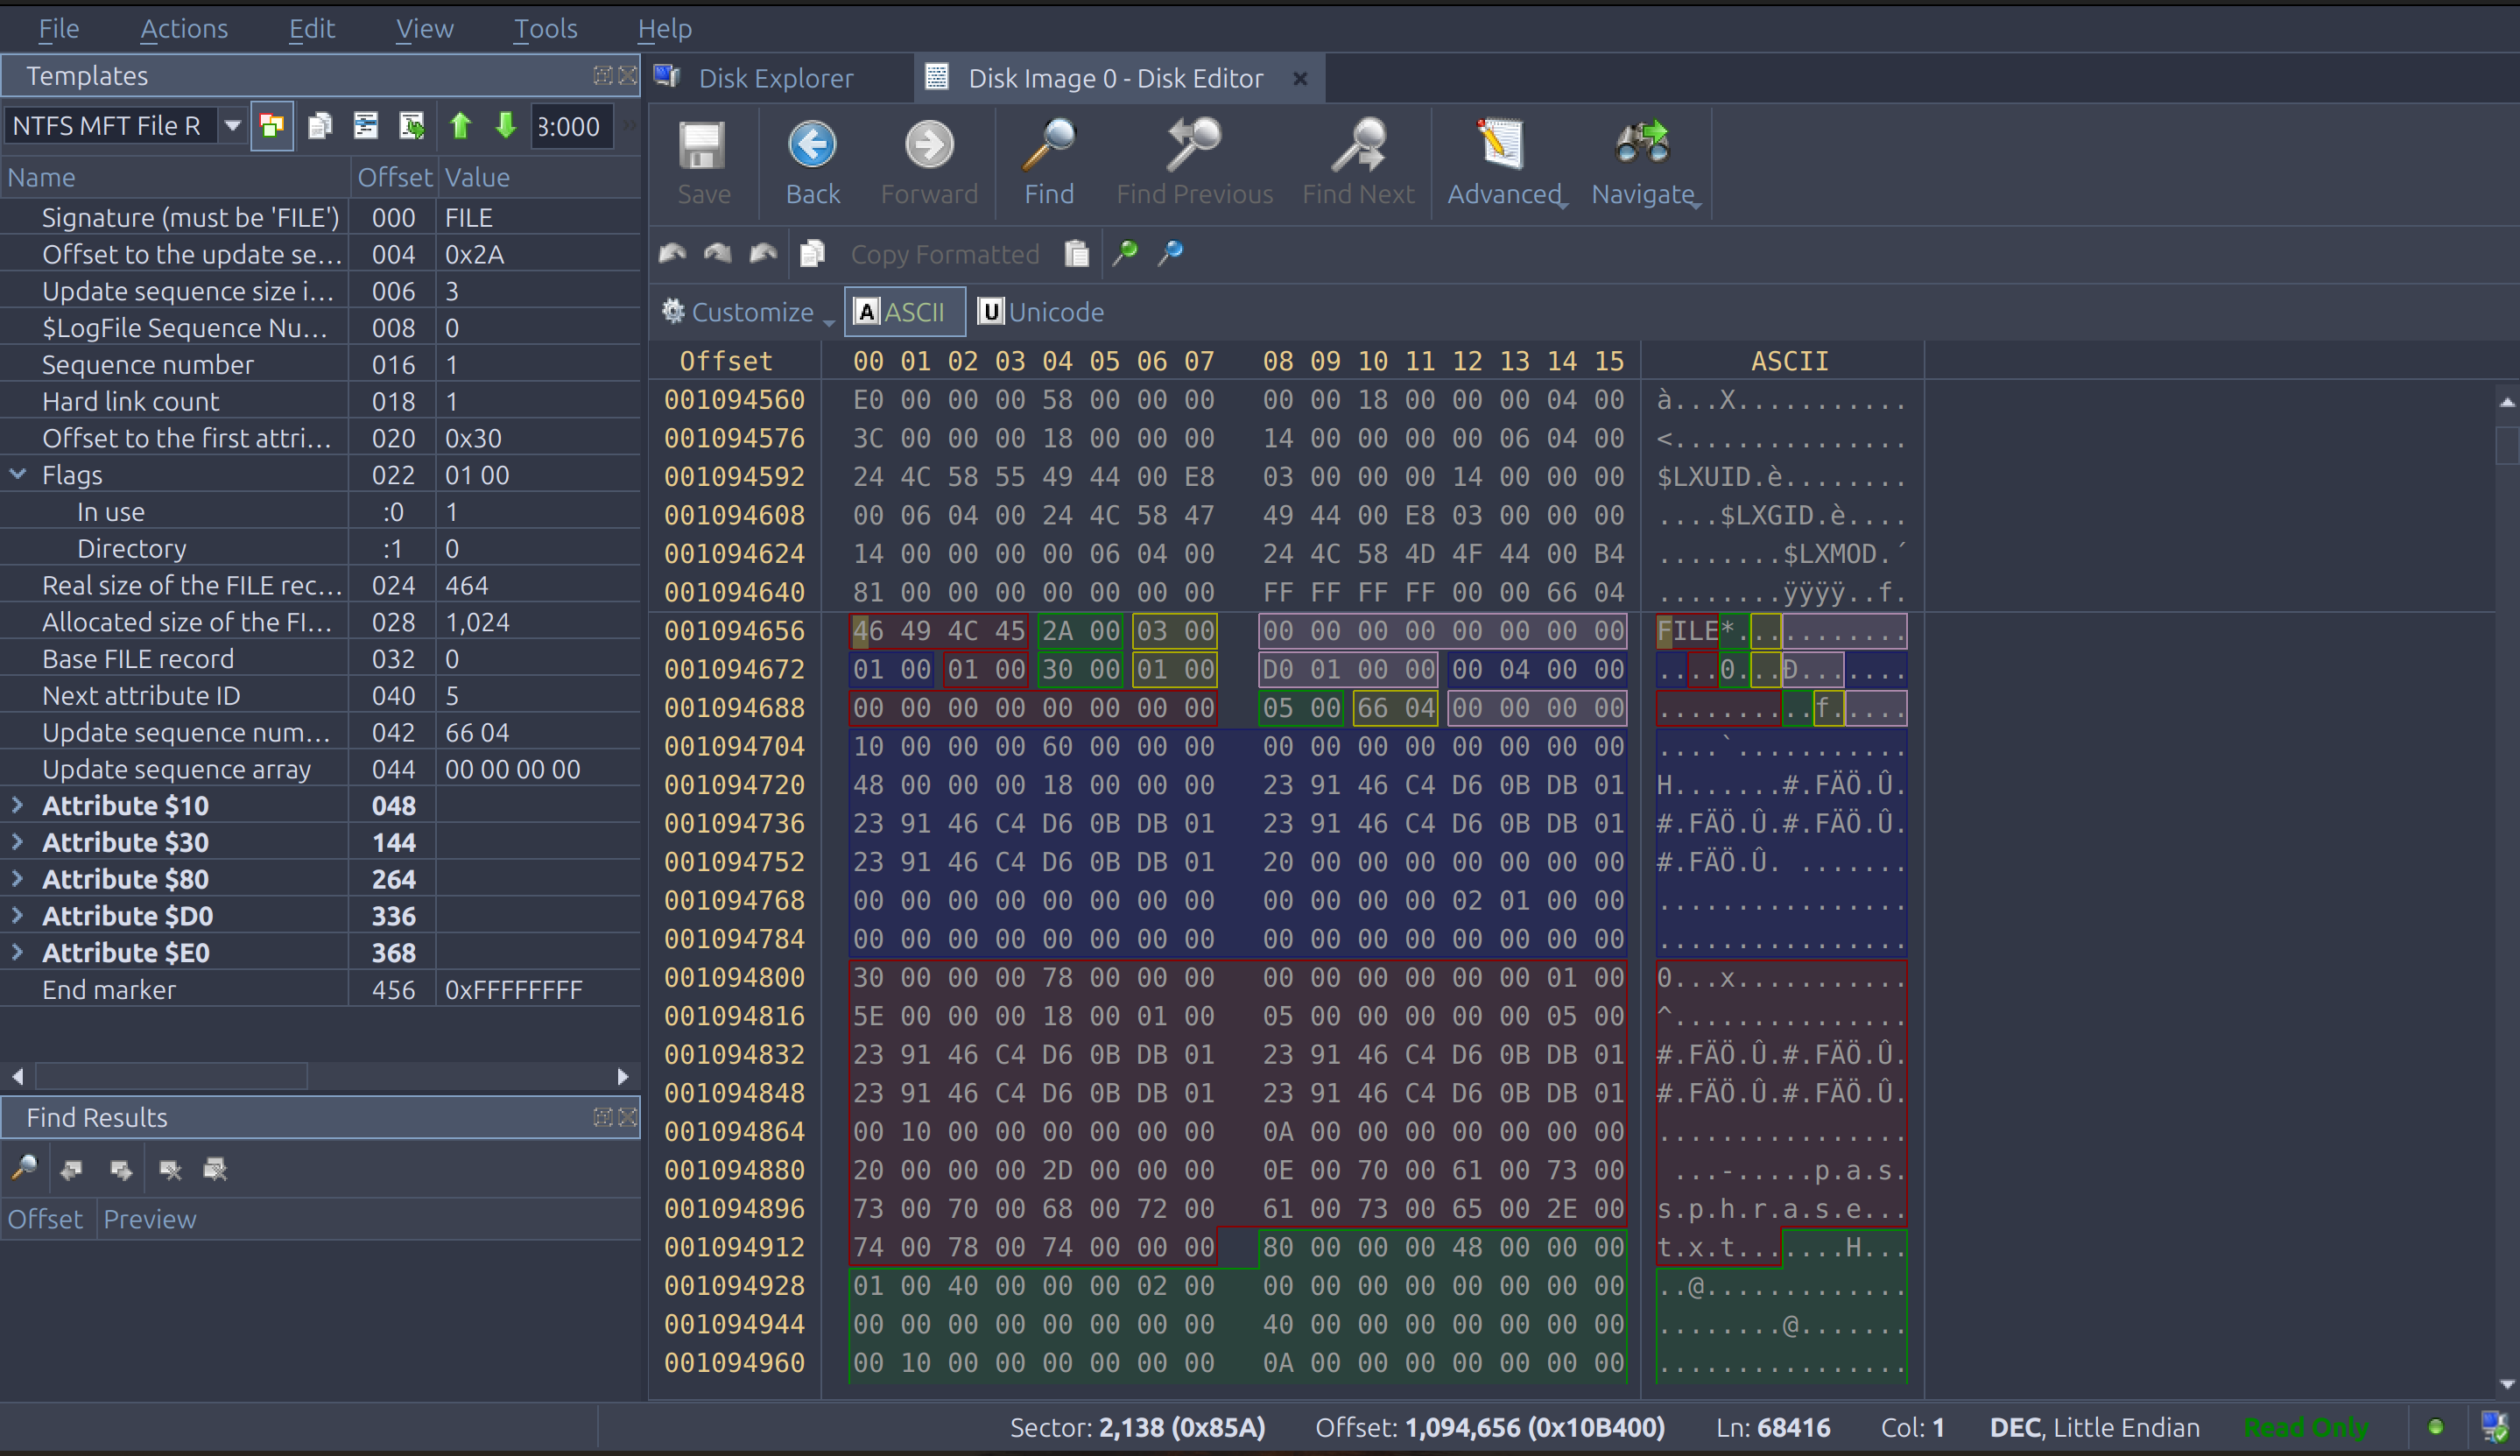 File Actions Edit View Tools Help
Templates
NTFS MFT File R
3:000
Name Offset Value
Signature (must be 'FILE') 000 FILE
Offset to the update se... 004 0x2A
Update sequence size i... 006 3
$LogFile Sequence Nu... 008 0
Sequence number 016 1
Hard link count 018 1
Offset to the first attri... 020 0x30
Flags 022 01 00
In use :0 1
Directory :1 0
Real size of the FILE rec... 024 464
Allocated size of the FI... 028 1,024
Base FILE record 032 0
Next attribute ID 040 5
Update sequence num... 042 66 04
Update sequence array 044 00 00 00 00
Attribute $10 048
Attribute $30 144
Attribute $80 264
Attribute $D0 336
Attribute $E0 368
End marker 456 0xFFFFFFFF
Find Results
Offset Preview
Disk Explorer Disk Image 0 - Disk Editor
Save Back Forward Find Find Previous Find Next Advanced Navigate
Copy Formatted
Customize A ASCII U Unicode
Offset 00 01 02 03 04 05 06 07 08 09 10 11 12 13 14 15 ASCII
001094560 E0 00 00 00 58 00 00 00 00 00 18 00 00 00 04 00 à...X...........
001094576 3C 00 00 00 18 00 00 00 14 00 00 00 00 06 04 00 <...............
001094592 24 4C 58 55 49 44 00 E8 03 00 00 00 14 00 00 00 $LXUID.è........
001094608 00 06 04 00 24 4C 58 47 49 44 00 E8 03 00 00 00 ....$LXGID.è....
001094624 14 00 00 00 00 06 04 00 24 4C 58 4D 4F 44 00 B4 ........$LXMOD.´
001094640 81 00 00 00 00 00 00 00 FF FF FF FF 00 00 66 04 ........ÿÿÿÿ..f.
001094656 46 49 4C 45 2A 00 03 00 00 00 00 00 00 00 00 00 FILE*...........
001094672 01 00 01 00 30 00 01 00 D0 01 00 00 00 04 00 00 ....0...Ð.......
001094688 00 00 00 00 00 00 00 00 05 00 66 04 00 00 00 00 ..........f.....
001094704 10 00 00 00 60 00 00 00 00 00 00 00 00 00 00 00 ....`...........
001094720 48 00 00 00 18 00 00 00 23 91 46 C4 D6 0B DB 01 H.......#.FÄÖ.Û.
001094736 23 91 46 C4 D6 0B DB 01 23 91 46 C4 D6 0B DB 01 #.FÄÖ.Û.#.FÄÖ.Û.
001094752 23 91 46 C4 D6 0B DB 01 20 00 00 00 00 00 00 00 #.FÄÖ.Û. .......
001094768 00 00 00 00 00 00 00 00 00 00 00 00 02 01 00 00 ................
001094784 00 00 00 00 00 00 00 00 00 00 00 00 00 00 00 00 ................
001094800 30 00 00 00 78 00 00 00 00 00 00 00 00 00 01 00 0...x...........
001094816 5E 00 00 00 18 00 01 00 05 00 00 00 00 00 05 00 ^...............
001094832 23 91 46 C4 D6 0B DB 01 23 91 46 C4 D6 0B DB 01 #.FÄÖ.Û.#.FÄÖ.Û.
001094848 23 91 46 C4 D6 0B DB 01 23 91 46 C4 D6 0B DB 01 #.FÄÖ.Û.#.FÄÖ.Û.
001094864 00 10 00 00 00 00 00 00 0A 00 00 00 00 00 00 00 ................
001094880 20 00 00 00 2D 00 00 00 0E 00 70 00 61 00 73 00 ...-.....p.a.s.
001094896 73 00 70 00 68 00 72 00 61 00 73 00 65 00 2E 00 s.p.h.r.a.s.e...
001094912 74 00 78 00 74 00 00 00 80 00 00 00 48 00 00 00 t.x.t.......H...
001094928 01 00 40 00 00 00 02 00 00 00 00 00 00 00 00 00 ..@.............
001094944 00 00 00 00 00 00 00 00 40 00 00 00 00 00 00 00 ........@.......
001094960 00 10 00 00 00 00 00 00 0A 00 00 00 00 00 00 00 ................
Sector: 2,138 (0x85A) Offset: 1,094,656 (0x10B400) Ln: 68416 Col: 1 DEC, Little Endian Read Only